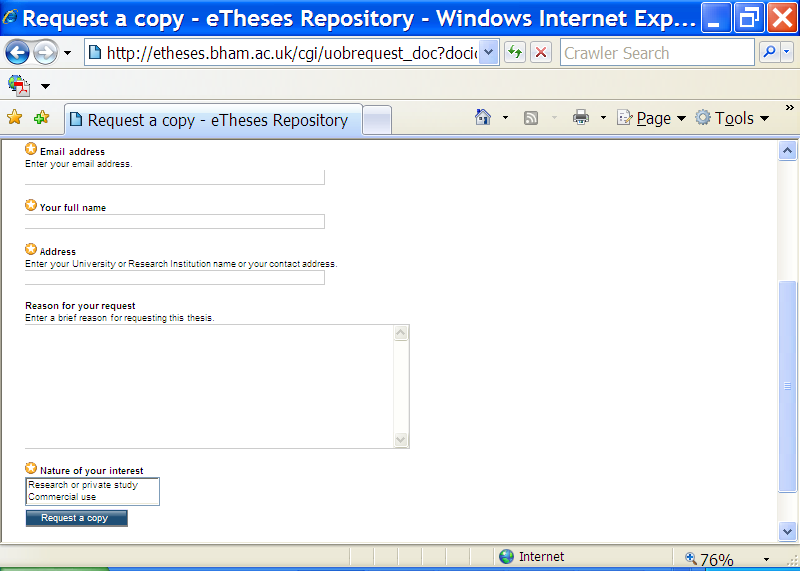 Request a copy - eTheses Repository - Windows Internet Exp...
http://etheses.bham.ac.uk/cgi/uobrequest_doc?docid
Crawler Search
Request a copy - eTheses Repository
Page
Tools
Email address
Enter your email address.
Your full name
Address
Enter your University or Research Institution name or your contact address.
Reason for your request
Enter a brief reason for requesting this thesis.
Nature of your interest
Research or private study
Commercial use
Request a copy
Internet
76%